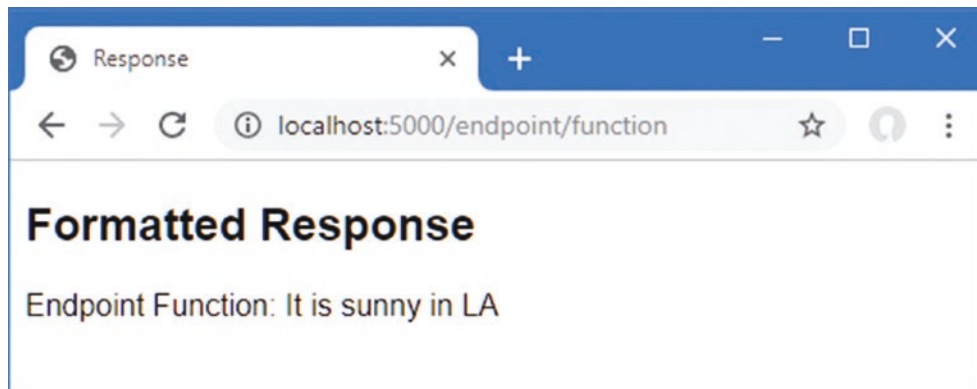 Response
localhost:5000/endpoint/function
Formatted Response
Endpoint Function: It is sunny in LA